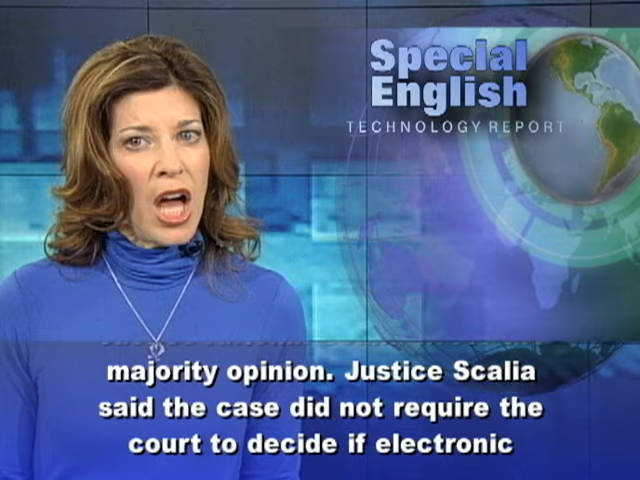 Special
English
TECHNOLOGY REPORT
majority opinion. Justice Scalia
said the case did not require the
court to decide if electronic